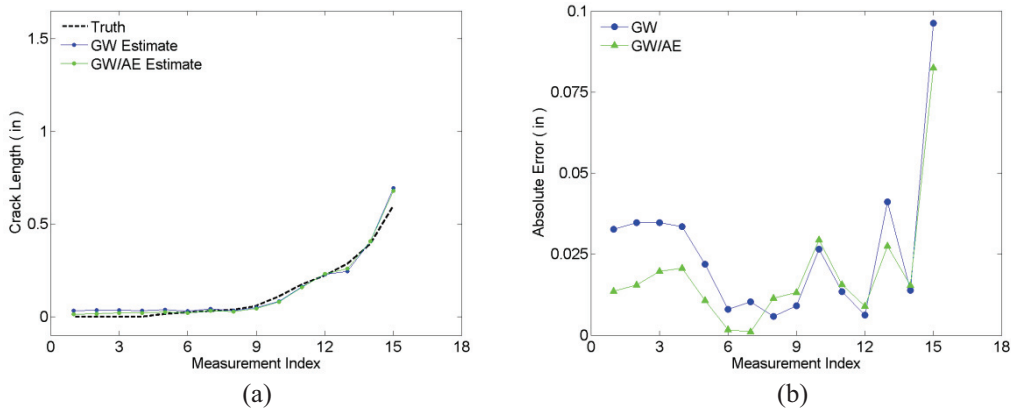 Truth
GW Estimate
GW/AE Estimate
1.5
1
0.5
0
Crack Length ( in )
0 3 6 9 12 15 18
Measurement Index
(a)
GW
GW/AE
0.1
0.075
0.05
0.025
0
Absolute Error ( in )
0 3 6 9 12 15 18
Measurement Index
(b)